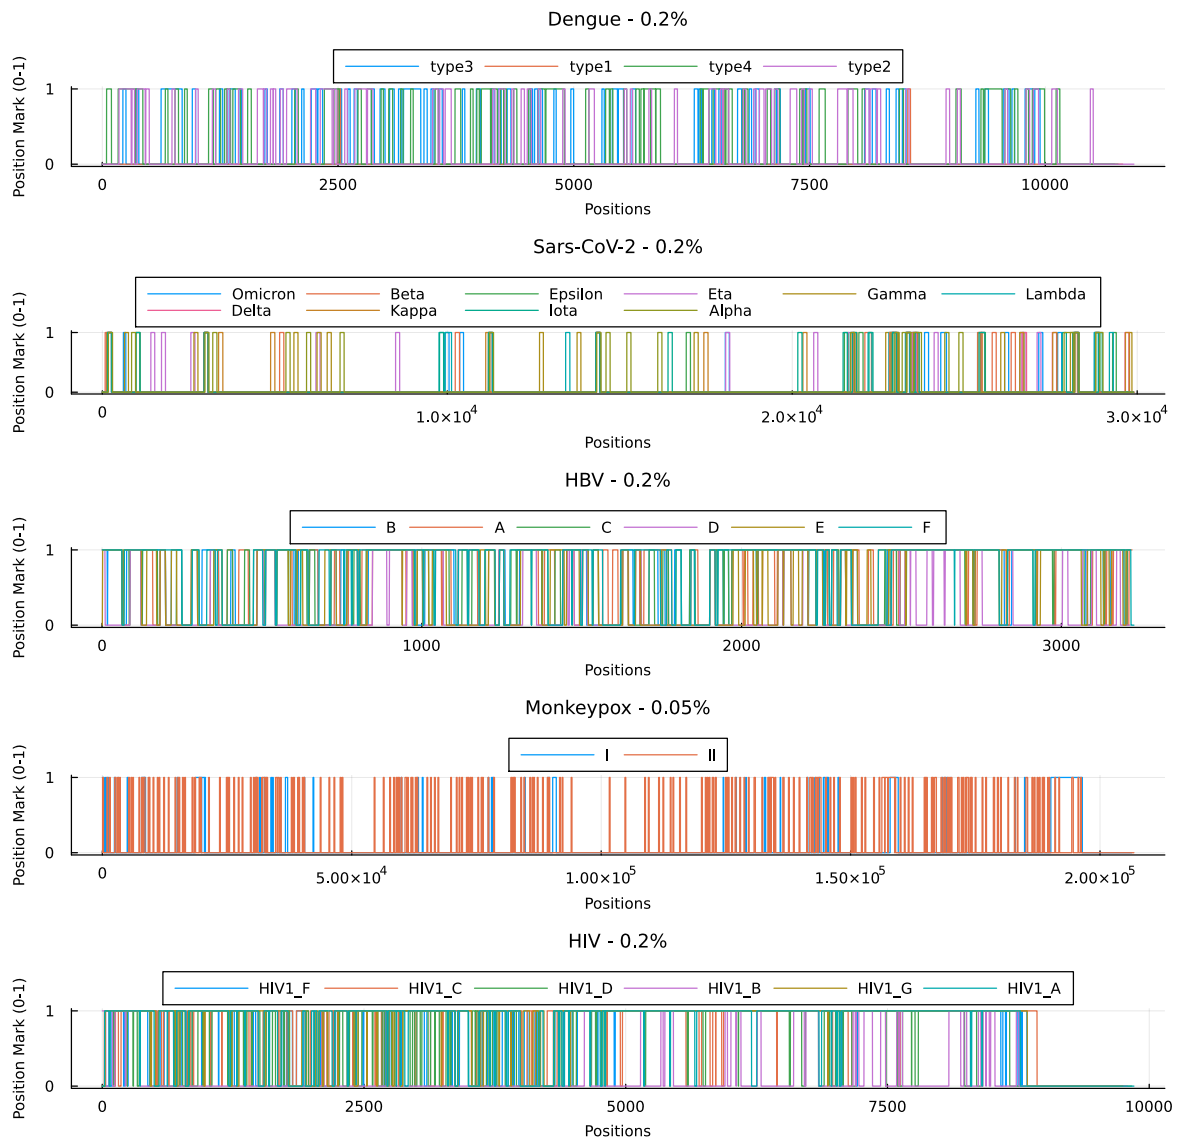 Dengue - 0.2%
type3 type1 type4 type2
Position Mark (0-1)
1
0
0 2500 5000 7500 10000
Positions
Sars-CoV-2 - 0.2%
Omicron Beta Epsilon Eta Gamma Lambda
Delta Kappa Iota Alpha
Position Mark (0-1)
1
0
0 1.0×10⁴ 2.0×10⁴ 3.0×10⁴
Positions
HBV - 0.2%
B A C D E F
Position Mark (0-1)
1
0
0 1000 2000 3000
Positions
Monkeypox - 0.05%
I II
Position Mark (0-1)
1
0
0 5.00×10⁴ 1.00×10⁵ 1.50×10⁵ 2.00×10⁵
Positions
HIV - 0.2%
HIV1_F HIV1_C HIV1_D HIV1_B HIV1_G HIV1_A
Position Mark (0-1)
1
0
0 2500 5000 7500 10000
Positions